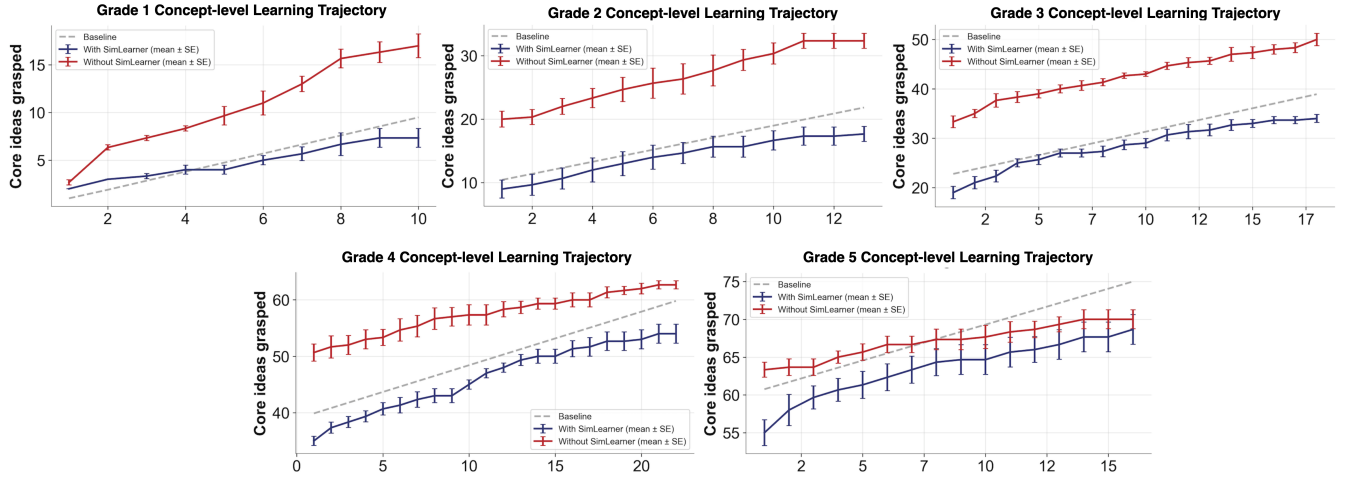 Grade 1 Concept-level Learning Trajectory
Core ideas grasped
15
10
5
Baseline
With SimLearner (mean ± SE)
Without SimLearner (mean ± SE)
2 4 6 8 10
Grade 2 Concept-level Learning Trajectory
Core ideas grasped
30
20
10
Baseline
With SimLearner (mean ± SE)
Without SimLearner (mean ± SE)
2 4 6 8 10 12
Grade 3 Concept-level Learning Trajectory
Core ideas grasped
50
40
30
20
Baseline
With SimLearner (mean ± SE)
Without SimLearner (mean ± SE)
2 5 7 10 12 15 17
Grade 4 Concept-level Learning Trajectory
Core ideas grasped
60
50
40
Baseline
With SimLearner (mean ± SE)
Without SimLearner (mean ± SE)
0 5 10 15 20
Grade 5 Concept-level Learning Trajectory
Core ideas grasped
75
70
65
60
55
Baseline
With SimLearner (mean ± SE)
Without SimLearner (mean ± SE)
2 5 7 10 12 15